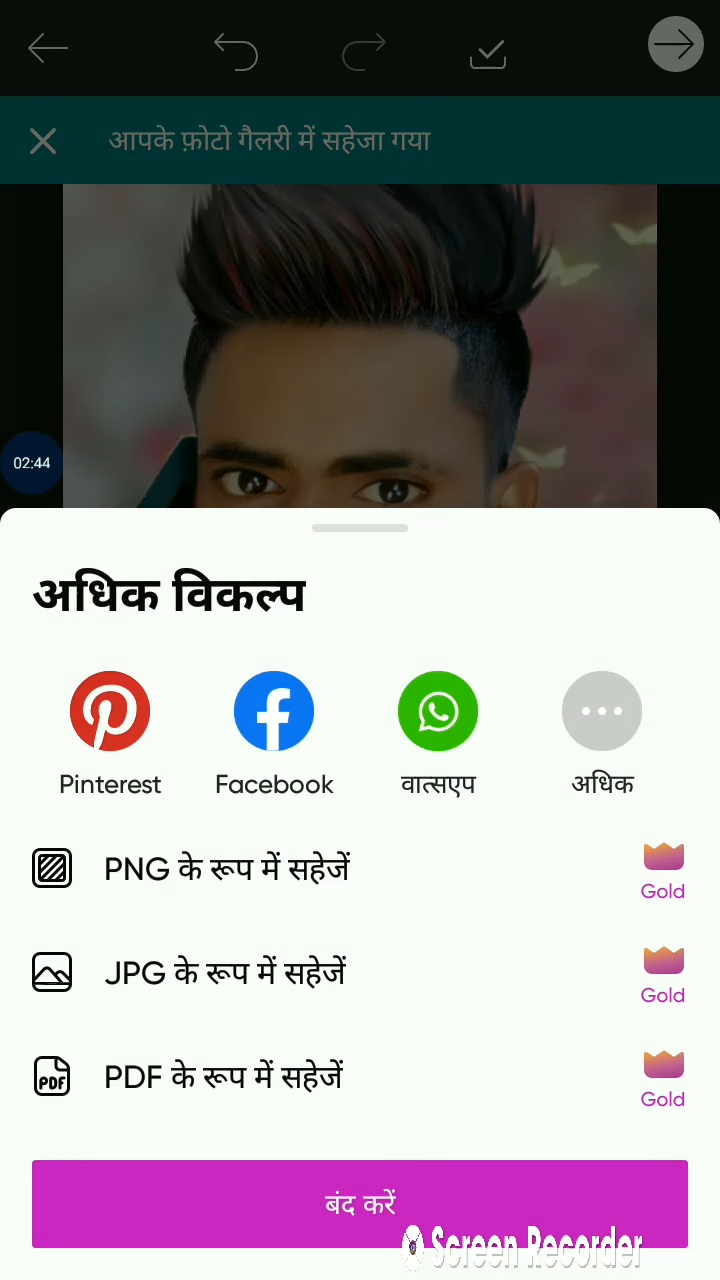 आपके फ़ोटो गैलरी में सहेजा गया
02:44
अधिक विकल्प
Pinterest
Facebook
वात्सएप
अधिक
PNG के रूप में सहेजें
Gold
JPG के रूप में सहेजें
Gold
PDF
PDF के रूप में सहेजें
Gold
बंद करें
Screen Recorder